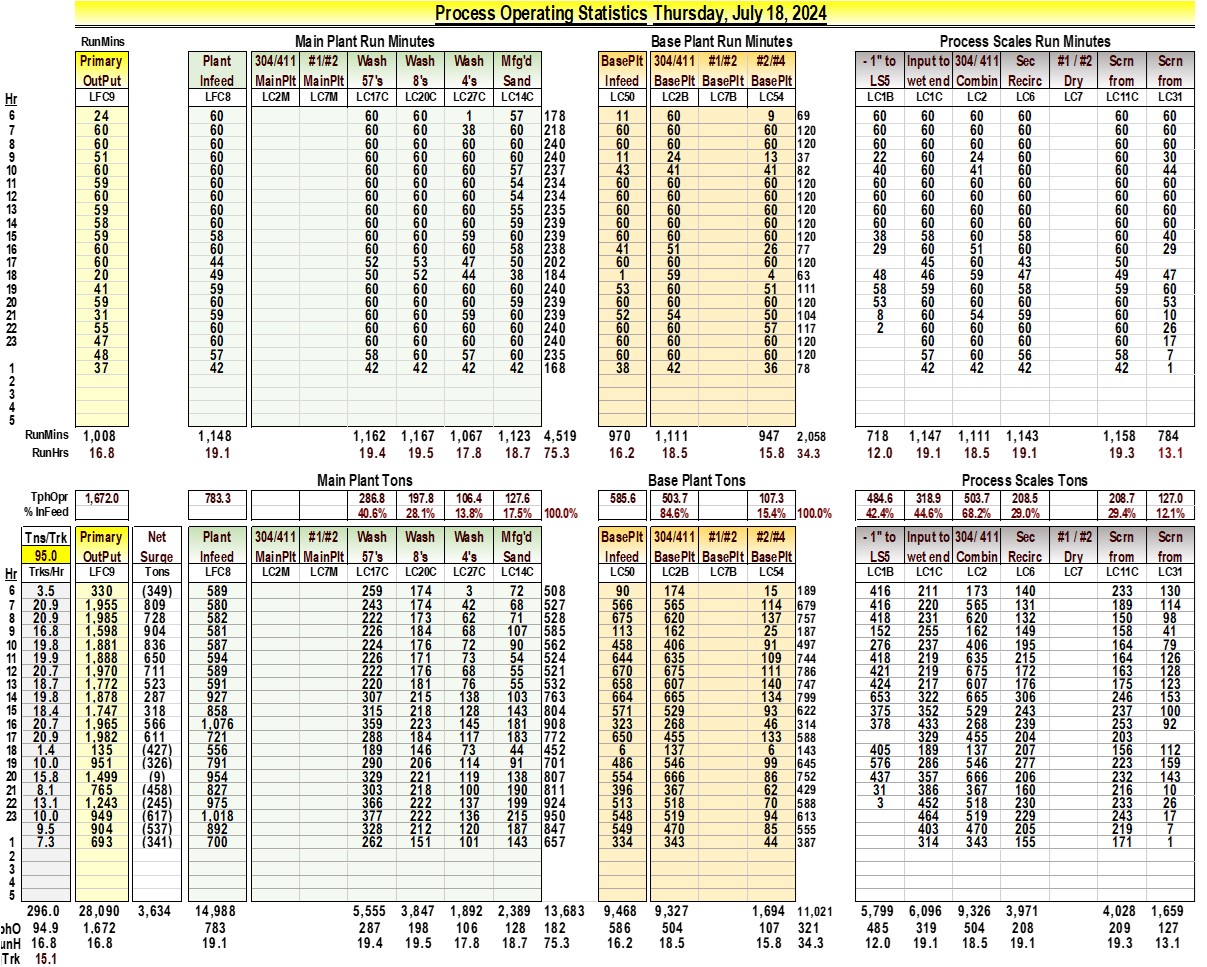 Process Operating Statistics Thursday, July 18, 2024
RunMins Main Plant Run Minutes Base Plant Run Minutes Process Scales Run Minutes
Primary Plant 304/411 #1/#2 Wash Wash Wash Mfg'd BasePlt 304/411 #1/#2 #2/#4 - 1" to Input to 304/ 411 Sec #1 / #2 Scrn Scrn
OutPut Infeed MainPlt MainPlt 57's 8's 4's Sand Infeed BasePlt BasePlt BasePlt LS5 wet end Combin Recirc Dry from from
Hr LFC9 LFC8 LC2M LC7M LC17C LC20C LC27C LC14C LC50 LC2B LC7B LC54 LC1B LC1C LC2 LC6 LC7 LC11C LC31
6 24 60 60 60 1 57 178 11 60 9 69 60 60 60 60 60 60
7 60 60 60 60 38 60 218 60 60 60 120 60 60 60 60 60 60
8 60 60 60 60 60 60 240 60 60 60 120 60 60 60 60 60 60
9 51 60 60 60 60 60 240 11 24 13 37 22 60 24 60 60 30
10 60 60 60 60 60 57 237 43 41 41 82 40 60 41 60 60 44
11 59 60 60 60 60 54 234 60 60 60 120 60 60 60 60 60 60
12 60 60 60 60 60 54 234 60 60 60 120 60 60 60 60 60 60
13 59 60 60 60 60 55 235 60 60 60 120 60 60 60 60 60 60
14 58 60 60 60 60 59 239 60 60 60 120 60 60 60 60 60 60
15 59 58 60 60 59 60 239 60 60 60 120 38 58 60 58 60 40
16 60 60 60 60 60 58 238 41 51 26 77 29 60 51 60 60 29
17 60 44 52 53 47 50 202 60 60 60 120 45 60 43 50
18 20 49 50 52 44 38 184 1 59 4 63 48 46 59 47 49 47
19 41 59 60 60 60 60 240 53 60 51 111 58 59 60 58 59 60
20 59 60 60 60 60 59 239 60 60 60 120 53 60 60 60 60 53
21 31 59 60 60 59 60 239 52 54 50 104 8 60 54 59 60 10
22 55 60 60 60 60 60 240 60 60 57 117 2 60 60 60 60 26
23 47 60 60 60 60 60 240 60 60 60 120 60 60 60 60 17
48 57 58 60 57 60 235 60 60 60 120 57 60 56 58 7
1 37 42 42 42 42 42 168 38 42 36 78 42 42 42 42 1
2
3
4
5
RunMins 1,008 1,148 1,162 1,167 1,067 1,123 4,519 970 1,111 947 2,058 718 1,147 1,111 1,143 1,158 784
RunHrs 16.8 19.1 19.4 19.5 17.8 18.7 75.3 16.2 18.5 15.8 34.3 12.0 19.1 18.5 19.1 19.3 13.1
Main Plant Tons Base Plant Tons Process Scales Tons
TphOpr 1,672.0 783.3 286.8 197.8 106.4 127.6 585.6 503.7 107.3 484.6 318.9 503.7 208.5 208.7 127.0
% InFeed 40.6% 28.1% 13.8% 17.5% 100.0% 84.6% 15.4% 100.0% 42.4% 44.6% 68.2% 29.0% 29.4% 12.1%
Tns/Trk Primary Net Plant 304/411 #1/#2 Wash Wash Wash Mfg'd BasePlt 304/411 #1/#2 #2/#4 - 1" to Input to 304/ 411 Sec #1 / #2 Scrn Scrn
95.0 OutPut Surge Infeed MainPlt MainPlt 57's 8's 4's Sand Infeed BasePlt BasePlt BasePlt LS5 wet end Combin Recirc Dry from from
Hr Trks/Hr LFC9 Tons LFC8 LC2M LC7M LC17C LC20C LC27C LC14C LC50 LC2B LC7B LC54 LC1B LC1C LC2 LC6 LC7 LC11C LC31
6 3.5 330 (349) 589 259 174 3 72 508 90 174 15 189 416 211 173 140 233 130
7 20.9 1,955 809 580 243 174 42 68 527 566 565 114 679 416 220 565 131 189 114
8 20.9 1,985 728 582 222 173 62 71 528 675 620 137 757 418 231 620 132 150 98
9 16.8 1,598 904 581 226 184 68 107 585 113 162 25 187 152 255 162 149 158 41
10 19.8 1,881 836 587 224 176 72 90 562 458 406 91 497 276 237 406 195 164 79
11 19.9 1,888 650 594 226 171 73 54 524 644 635 109 744 418 219 635 215 164 126
12 20.7 1,970 711 589 222 176 68 55 521 670 675 111 786 421 219 675 172 163 128
13 18.7 1,772 523 591 220 181 76 55 532 658 607 140 747 424 217 607 176 175 123
14 19.8 1,878 287 927 307 215 138 103 763 664 665 134 799 653 322 665 306 246 153
15 18.4 1,747 318 858 315 218 128 143 804 571 529 93 622 375 352 529 243 237 100
16 20.7 1,965 566 1,076 359 223 145 181 908 323 268 46 314 378 433 268 239 253 92
17 20.9 1,982 611 721 288 184 117 183 772 650 455 133 588 329 455 204 203
18 1.4 135 (427) 556 189 146 73 44 452 6 137 6 143 405 189 137 207 156 112
19 10.0 951 (326) 791 290 206 114 91 701 486 546 99 645 576 286 546 277 223 159
20 15.8 1,499 (9) 954 329 221 119 138 807 554 666 86 752 437 357 666 206 232 143
21 8.1 765 (458) 827 303 218 100 190 811 396 367 62 429 31 386 367 160 216 10
22 13.1 1,243 (245) 975 366 222 137 199 924 513 518 70 588 3 452 518 230 233 26
23 10.0 949 (617) 1,018 377 222 136 215 950 548 519 94 613 464 519 229 243 17
9.5 904 (537) 892 328 212 120 187 847 549 470 85 555 403 470 205 219 7
1 7.3 693 (341) 700 262 151 101 143 657 334 343 44 387 314 343 155 171 1
2
3
4
5
296.0 28,090 3,634 14,988 5,555 3,847 1,892 2,389 13,683 9,468 9,327 1,694 11,021 5,799 6,096 9,326 3,971 4,028 1,659
phO 94.9 1,672 783 287 198 106 128 182 586 504 107 321 485 319 504 208 209 127
unH 16.8 16.8 19.1 19.4 19.5 17.8 18.7 75.3 16.2 18.5 15.8 34.3 12.0 19.1 18.5 19.1 19.3 13.1
Trk 15.1